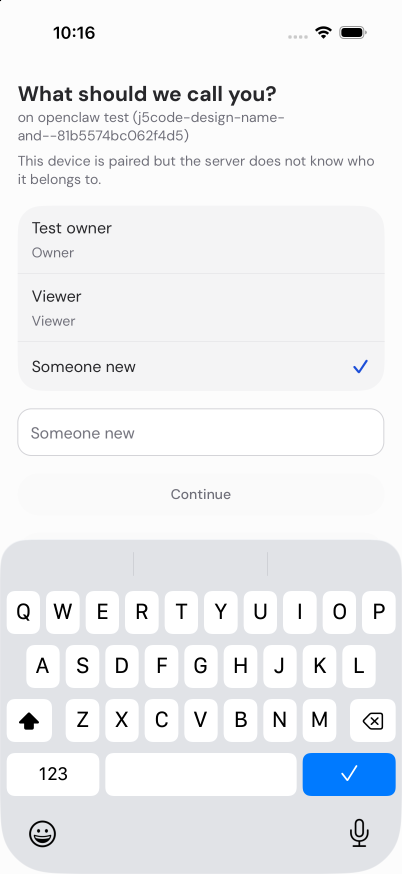 10:16
What should we call you?
on openclaw test (j5code-design-name-
and--81b5574bc062f4d5)
This device is paired but the server does not know who
it belongs to.
Test owner
Owner
Viewer
Viewer
Someone new
Someone new
Continue
Q W E R T Y U I O P
A S D F G H J K L
Z X C V B N M
123